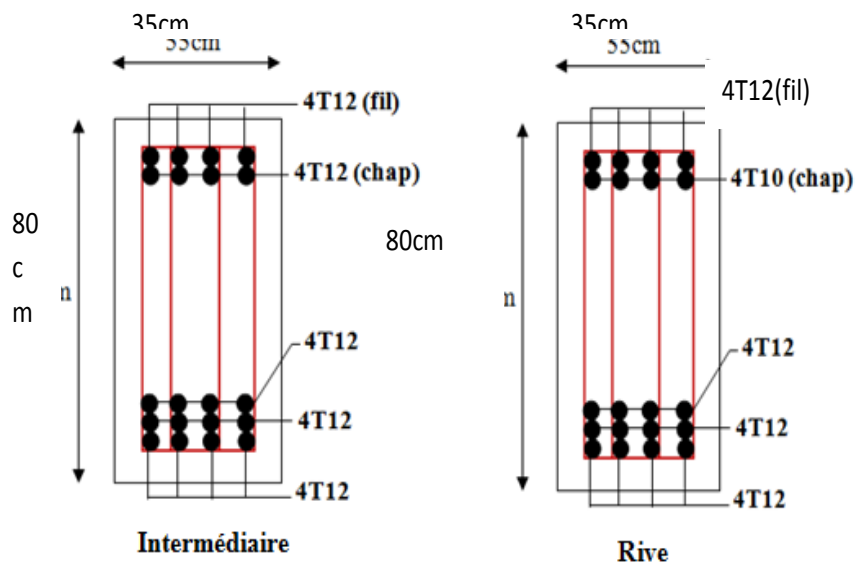 35cm
55cm
4T12 (fil)
4T12 (chap)
80
c
m
m
4T12
4T12
4T12
Intermédiaire
35cm
55cm
4T12(fil)
4T10 (chap)
80cm
m
4T12
4T12
4T12
Rive